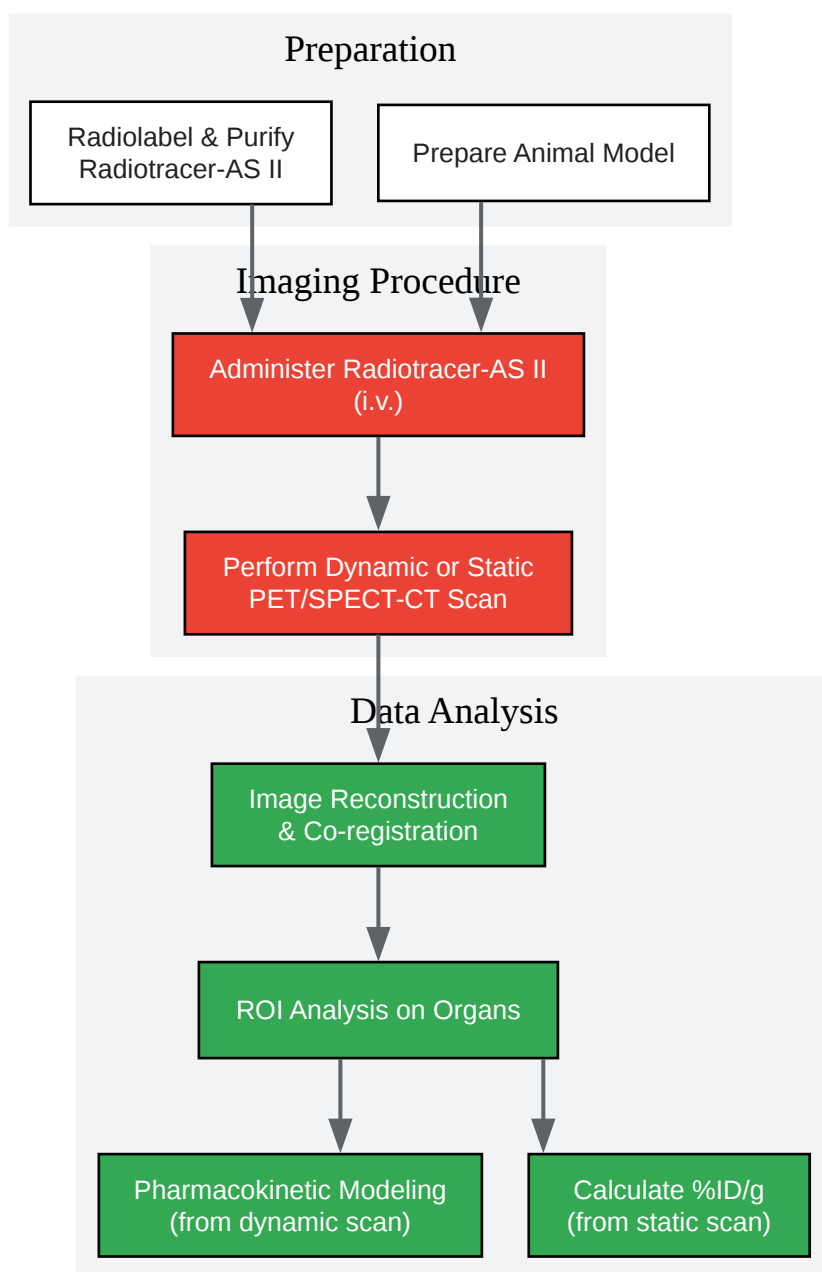 Preparation
Radiolabel & Purify
Radiotracer-AS II
Prepare Animal Model
Imaging Procedure
Administer Radiotracer-AS II
(i.v.)
Perform Dynamic or Static
PET/SPECT-CT Scan
Data Analysis
Image Reconstruction
& Co-registration
ROI Analysis on Organs
Pharmacokinetic Modeling
(from dynamic scan)
Calculate %ID/g
(from static scan)